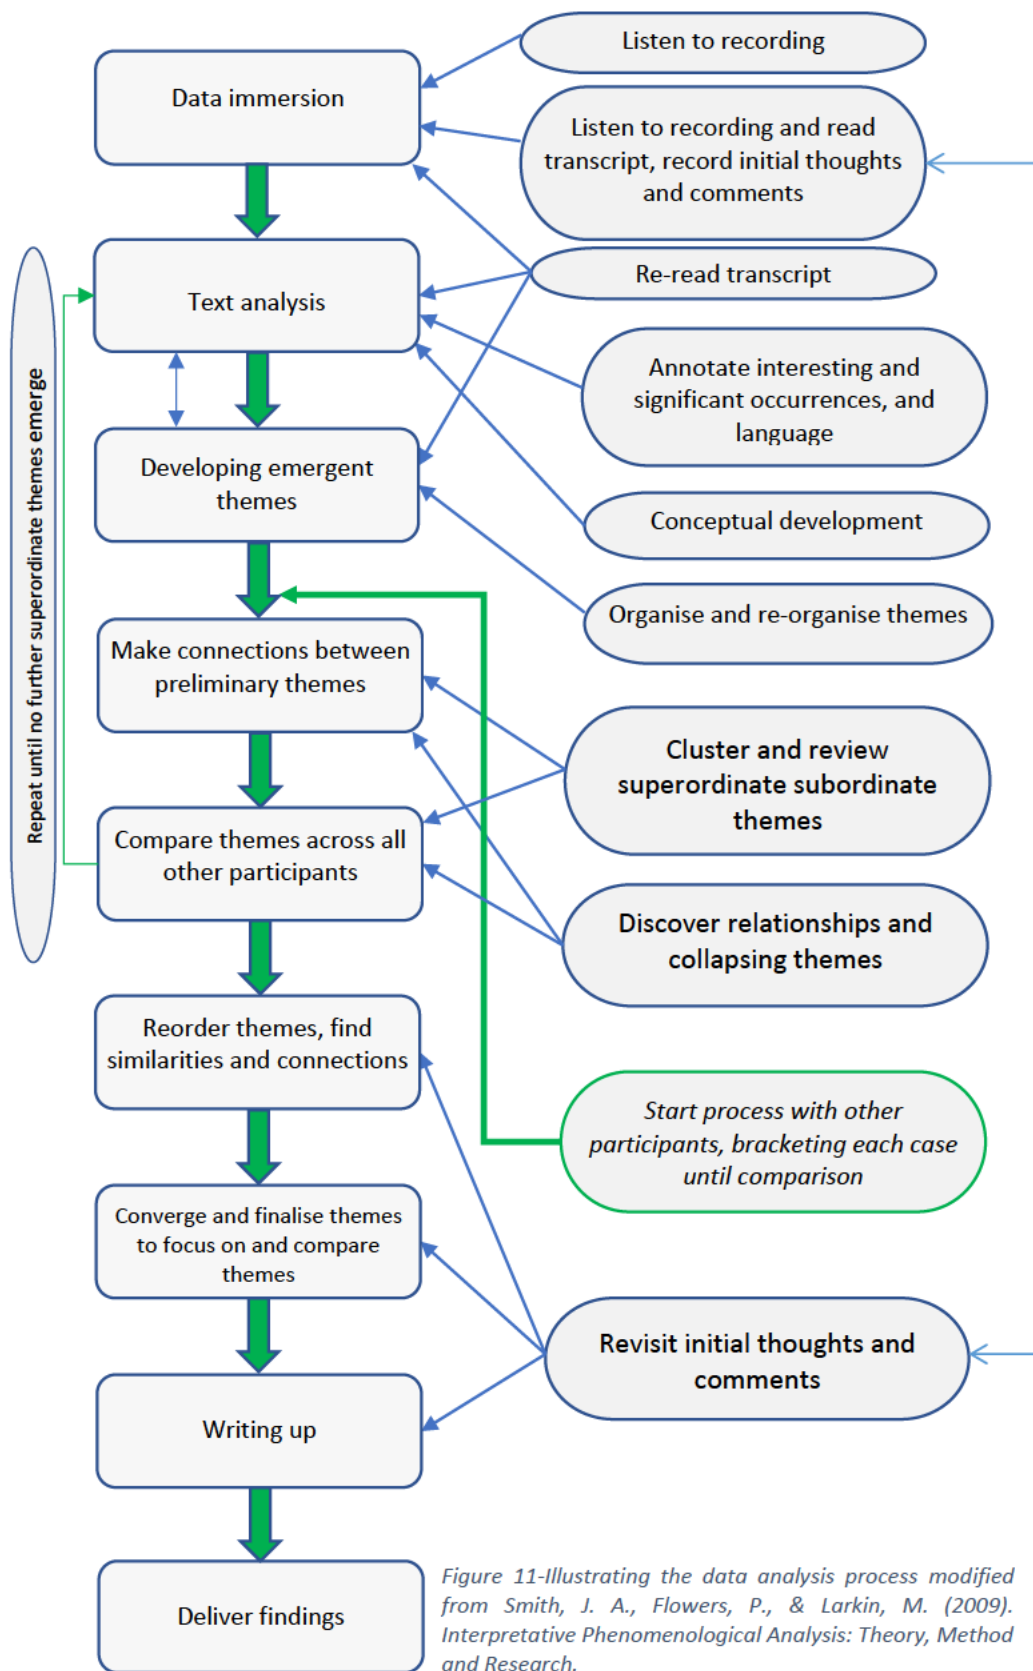 Listen to recording
Data immersion
Listen to recording and read
transcript, record initial thoughts
and comments
Re-read transcript
Text analysis
Annotate interesting and
significant occurrences, and
language
Repeat until no further superordinate themes emerge
Developing emergent
themes
Conceptual development
Organise and re-organise themes
Make connections between
preliminary themes
Cluster and review
superordinate subordinate
themes
Compare themes across all
other participants
Discover relationships and
collapsing themes
Reorder themes, find
similarities and connections
Start process with other
participants, bracketing each case
until comparison
Converge and finalise themes
to focus on and compare
themes
Revisit initial thoughts and
comments
Writing up
Deliver findings
Figure 11-Illustrating the data analysis process modified
from Smith, J. A., Flowers, P., & Larkin, M. (2009).
Interpretative Phenomenological Analysis: Theory, Method
and Research.